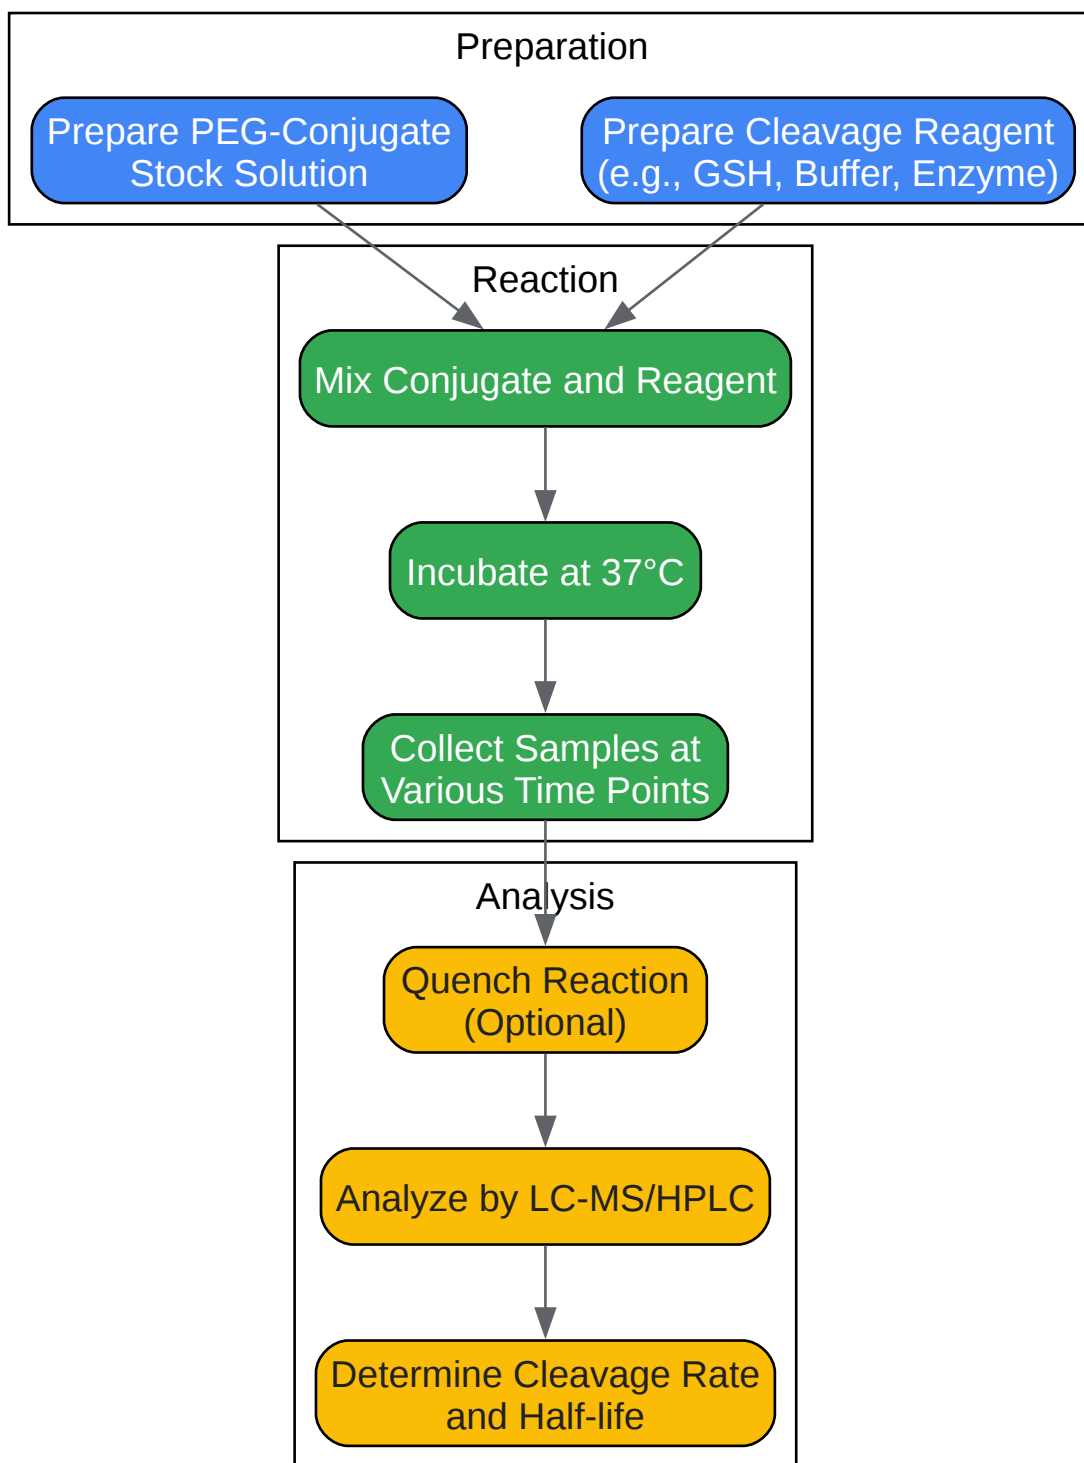 Preparation
Prepare PEG-Conjugate
Stock Solution
Prepare Cleavage Reagent
(e.g., GSH, Buffer, Enzyme)
Reaction
Mix Conjugate and Reagent
Incubate at 37°C
Collect Samples at
Various Time Points
Analysis
Quench Reaction
(Optional)
Analyze by LC-MS/HPLC
Determine Cleavage Rate
and Half-life